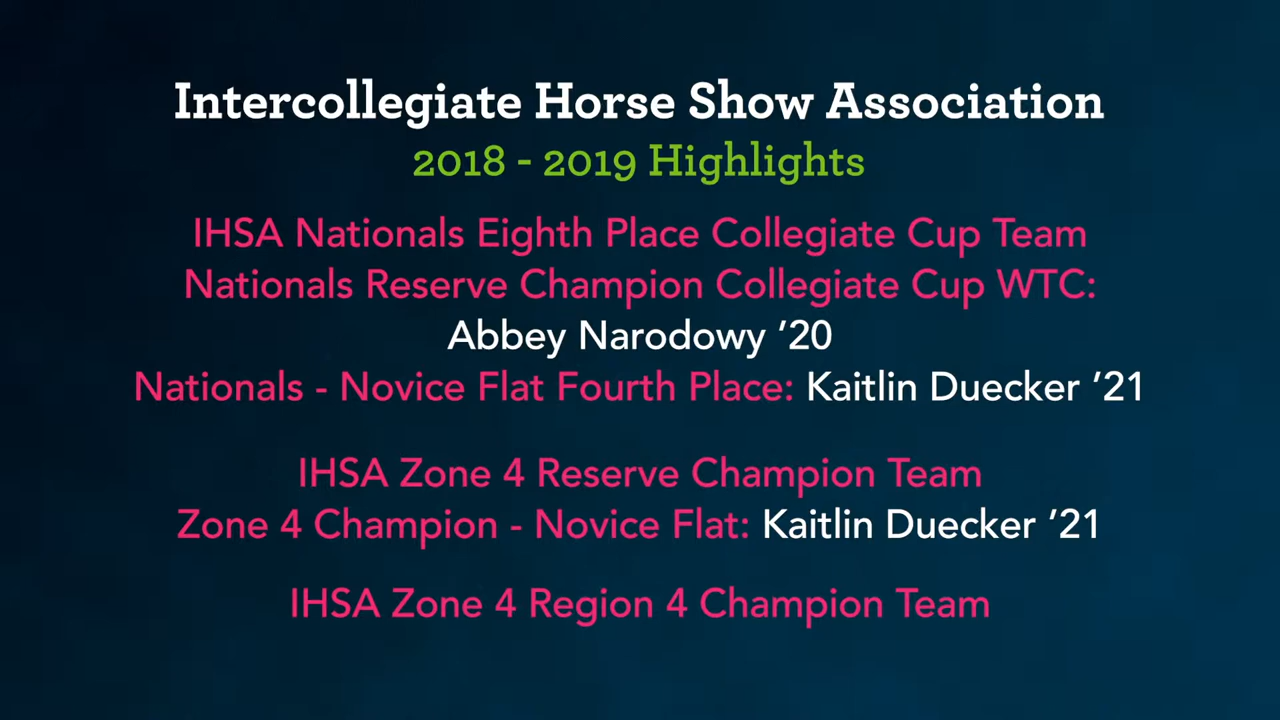 Intercollegiate Horse Show Association
2018 - 2019 Highlights
IHSA Nationals Eighth Place Collegiate Cup Team
Nationals Reserve Champion Collegiate Cup WTC:
Abbey Narodowy ’20
Nationals - Novice Flat Fourth Place: Kaitlin Duecker ’21
IHSA Zone 4 Reserve Champion Team
Zone 4 Champion - Novice Flat: Kaitlin Duecker ’21
IHSA Zone 4 Region 4 Champion Team